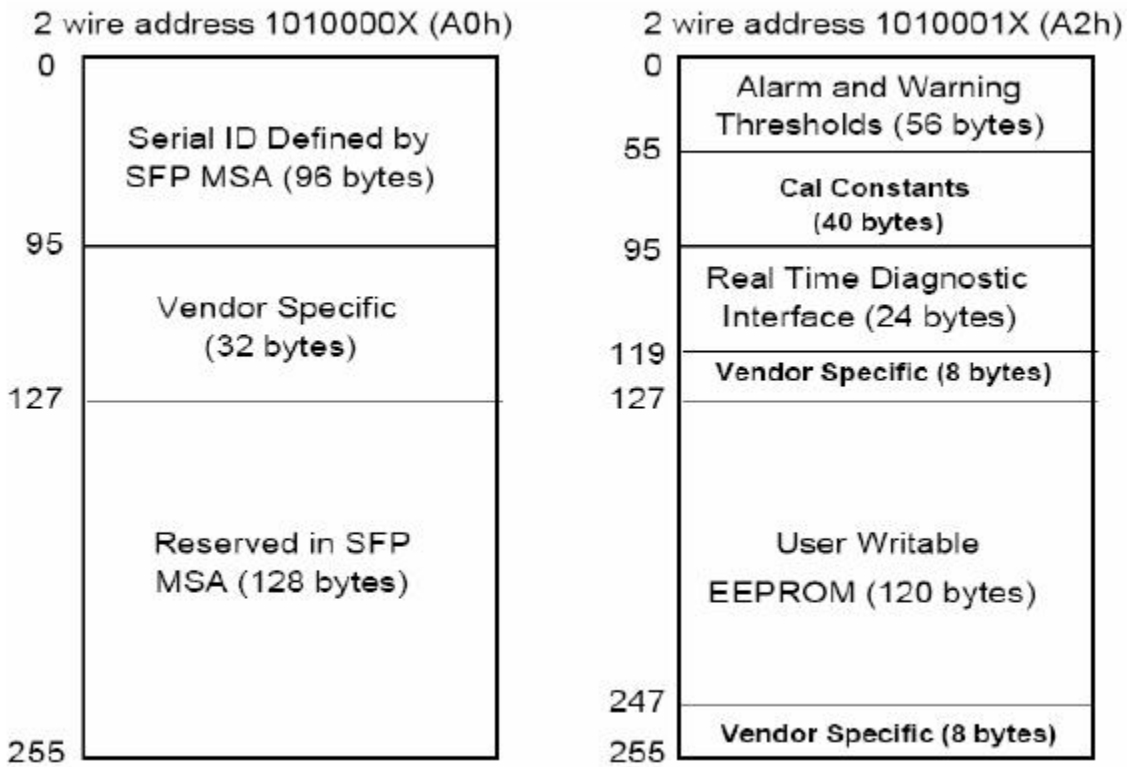 2 wire address 1010000X (A0h)
0
Serial ID Defined by
SFP MSA (96 bytes)
95
Vendor Specific
(32 bytes)
127
Reserved in SFP
MSA (128 bytes)
255
2 wire address 1010001X (A2h)
0
Alarm and Warning
Thresholds (56 bytes)
55
Cal Constants
(40 bytes)
95
Real Time Diagnostic
Interface (24 bytes)
119
Vendor Specific (8 bytes)
127
User Writable
EEPROM (120 bytes)
247
Vendor Specific (8 bytes)
255